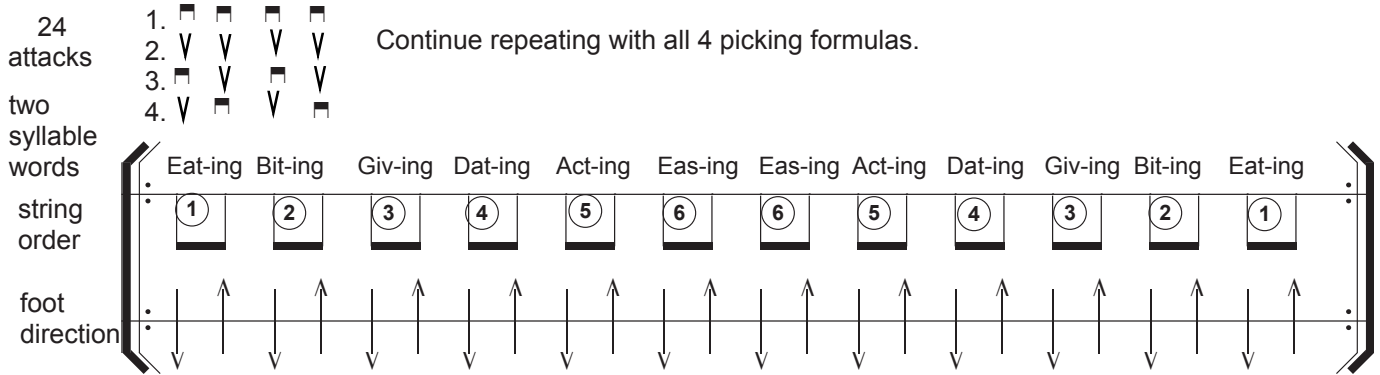 24
attacks
1.
2.
3.
4.
Continue repeating with all 4 picking formulas.
two
syllable
words
Eat-ing Bit-ing Giv-ing Dat-ing Act-ing Eas-ing Eas-ing Act-ing Dat-ing Giv-ing Bit-ing Eat-ing
string
order
1 2 3 4 5 6 6 5 4 3 2 1
foot
direction